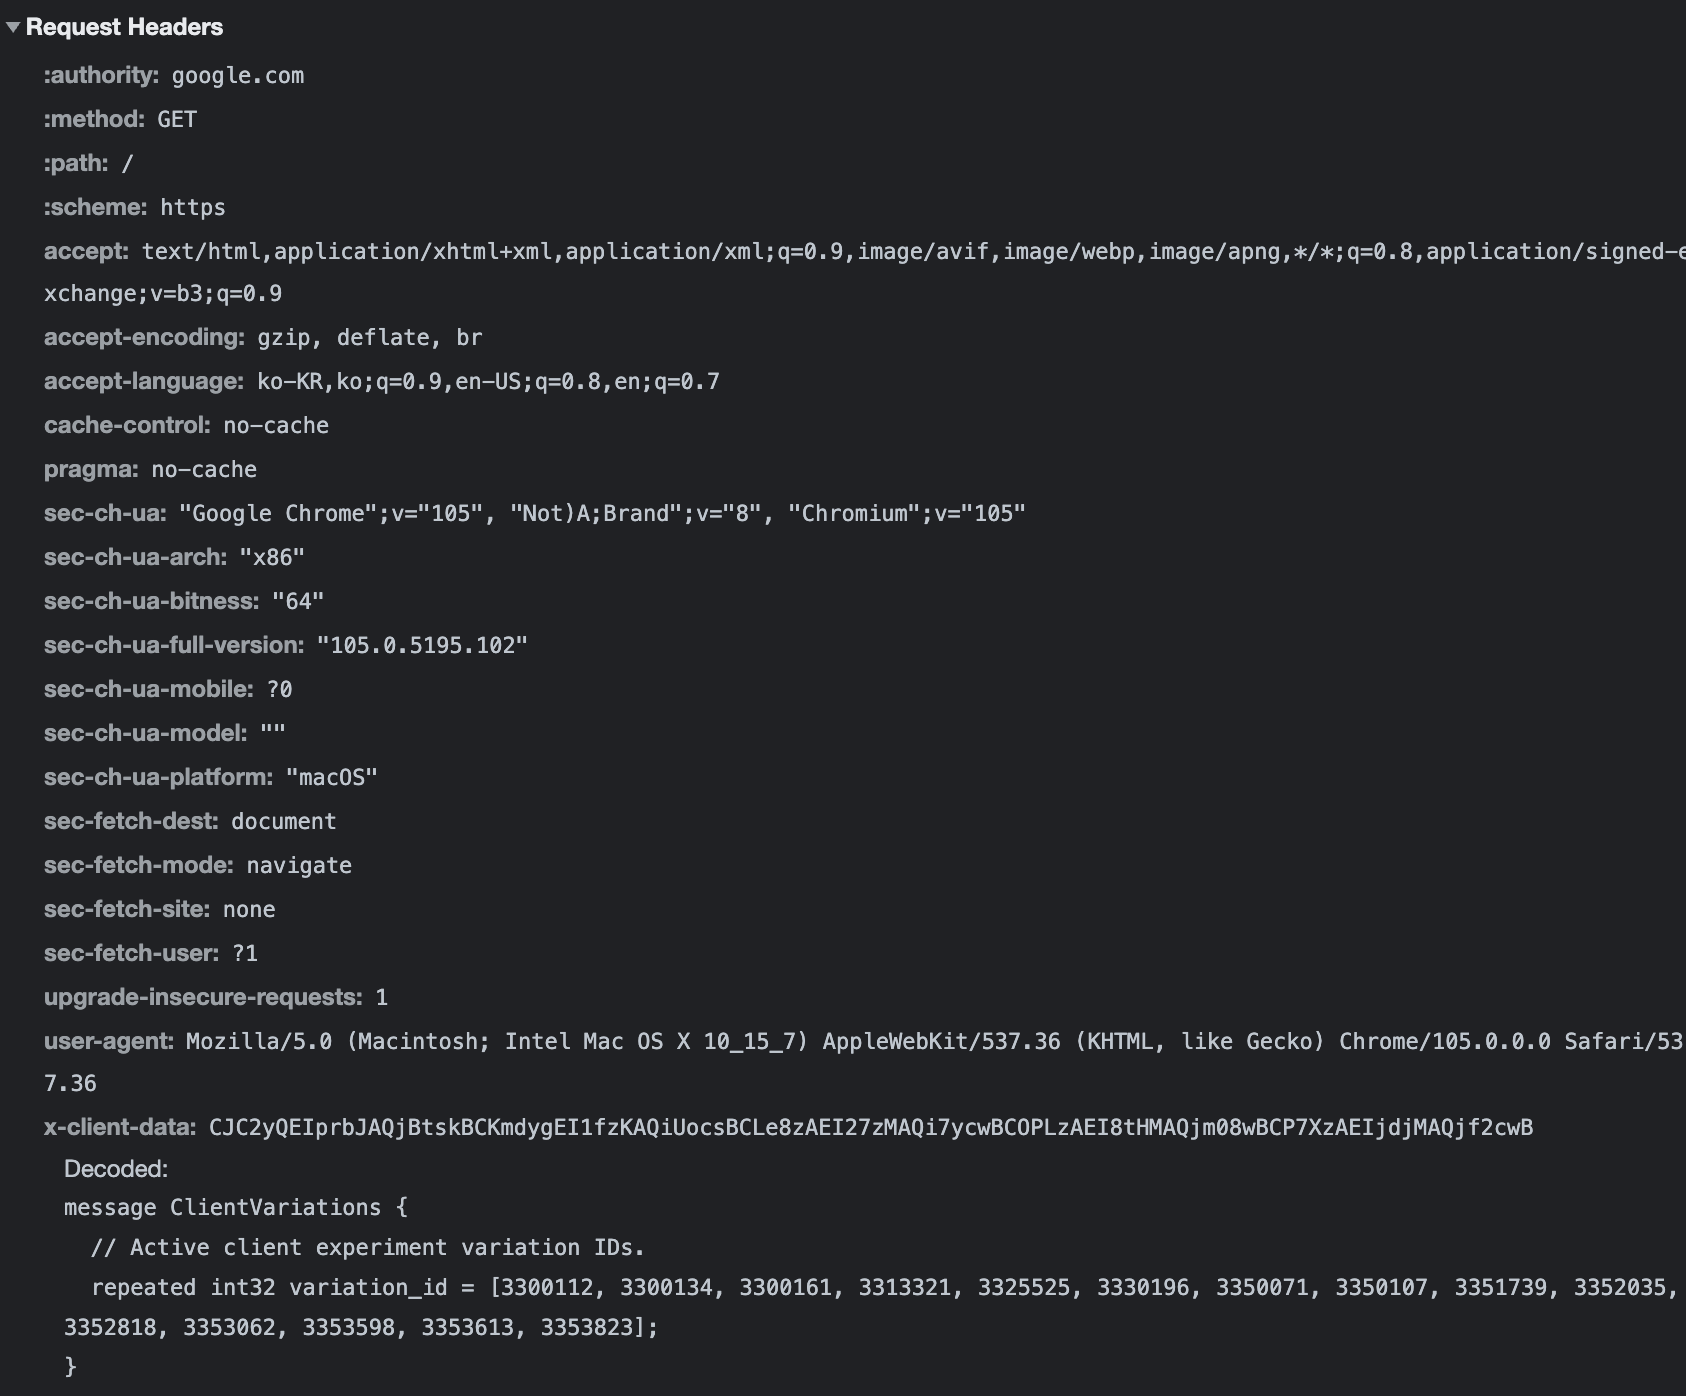 Request Headers
:authority: google.com
:method: GET
:path: /
:scheme: https
accept: text/html,application/xhtml+xml,application/xml;q=0.9,image/avif,image/webp,image/apng,*/*;q=0.8,application/signed-e
xchange;v=b3;q=0.9
accept-encoding: gzip, deflate, br
accept-language: ko-KR,ko;q=0.9,en-US;q=0.8,en;q=0.7
cache-control: no-cache
pragma: no-cache
sec-ch-ua: "Google Chrome";v="105", "Not)A;Brand";v="8", "Chromium";v="105"
sec-ch-ua-arch: "x86"
sec-ch-ua-bitness: "64"
sec-ch-ua-full-version: "105.0.5195.102"
sec-ch-ua-mobile: ?0
sec-ch-ua-model: ""
sec-ch-ua-platform: "macOS"
sec-fetch-dest: document
sec-fetch-mode: navigate
sec-fetch-site: none
sec-fetch-user: ?1
upgrade-insecure-requests: 1
user-agent: Mozilla/5.0 (Macintosh; Intel Mac OS X 10_15_7) AppleWebKit/537.36 (KHTML, like Gecko) Chrome/105.0.0.0 Safari/53
7.36
x-client-data: CJC2yQEIprbJAQjBtskBCKmdygEI1fzKAQiUocsBCLe8zAEI27zMAQi7ycwBCOPLzAEI8tHMAQjm08wBCP7XzAEIjdjMAQjf2cwB
Decoded:
message ClientVariations {
// Active client experiment variation IDs.
repeated int32 variation_id = [3300112, 3300134, 3300161, 3313321, 3325525, 3330196, 3350071, 3350107, 3351739, 3352035,
3352818, 3353062, 3353598, 3353613, 3353823];
}